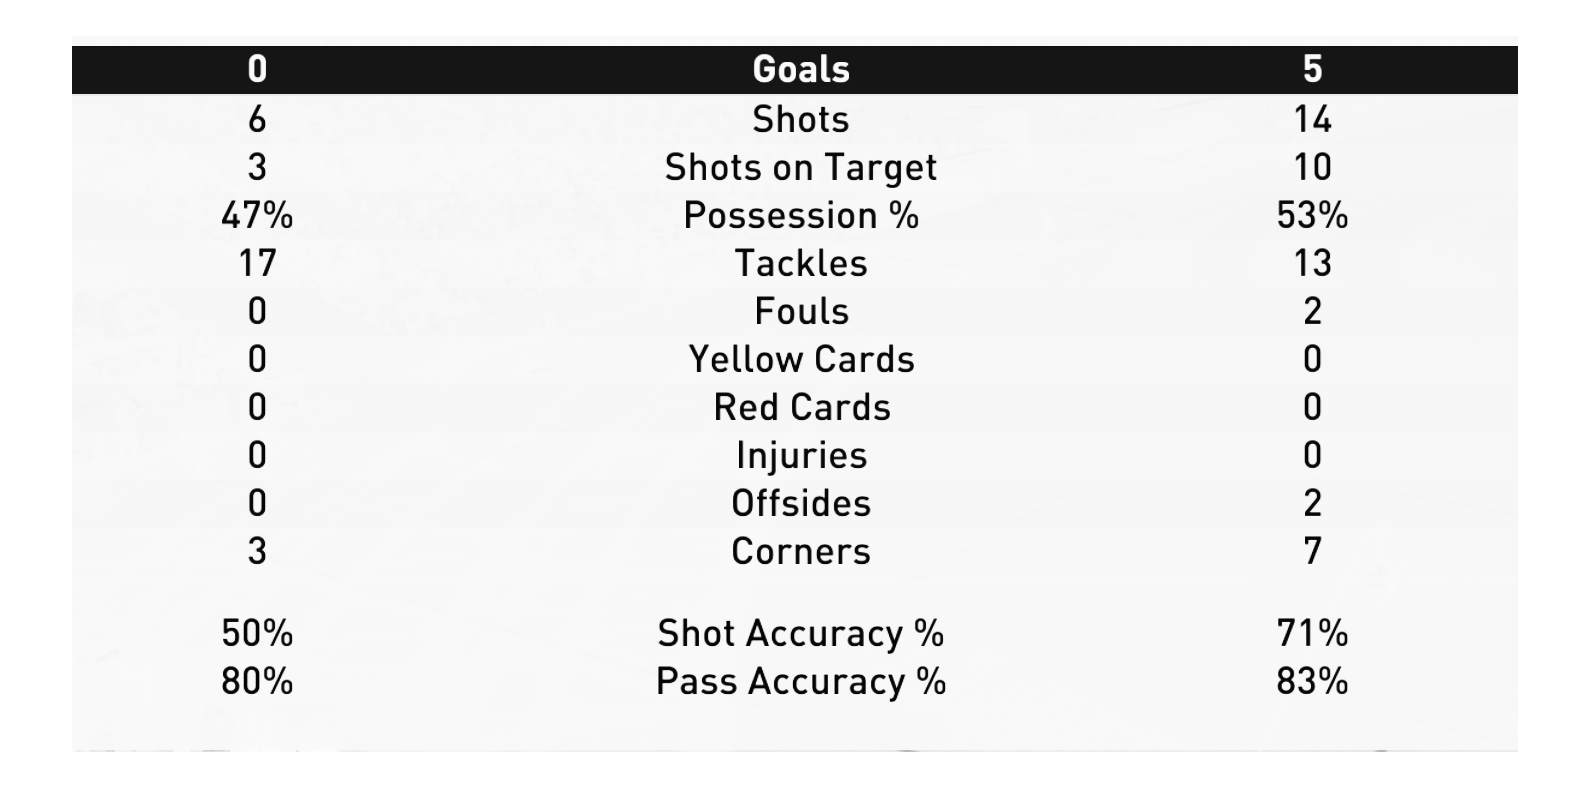 0 Goals 5
6 Shots 14
3 Shots on Target 10
47% Possession % 53%
17 Tackles 13
0 Fouls 2
0 Yellow Cards 0
0 Red Cards 0
0 Injuries 0
0 Offsides 2
3 Corners 7
50% Shot Accuracy % 71%
80% Pass Accuracy % 83%